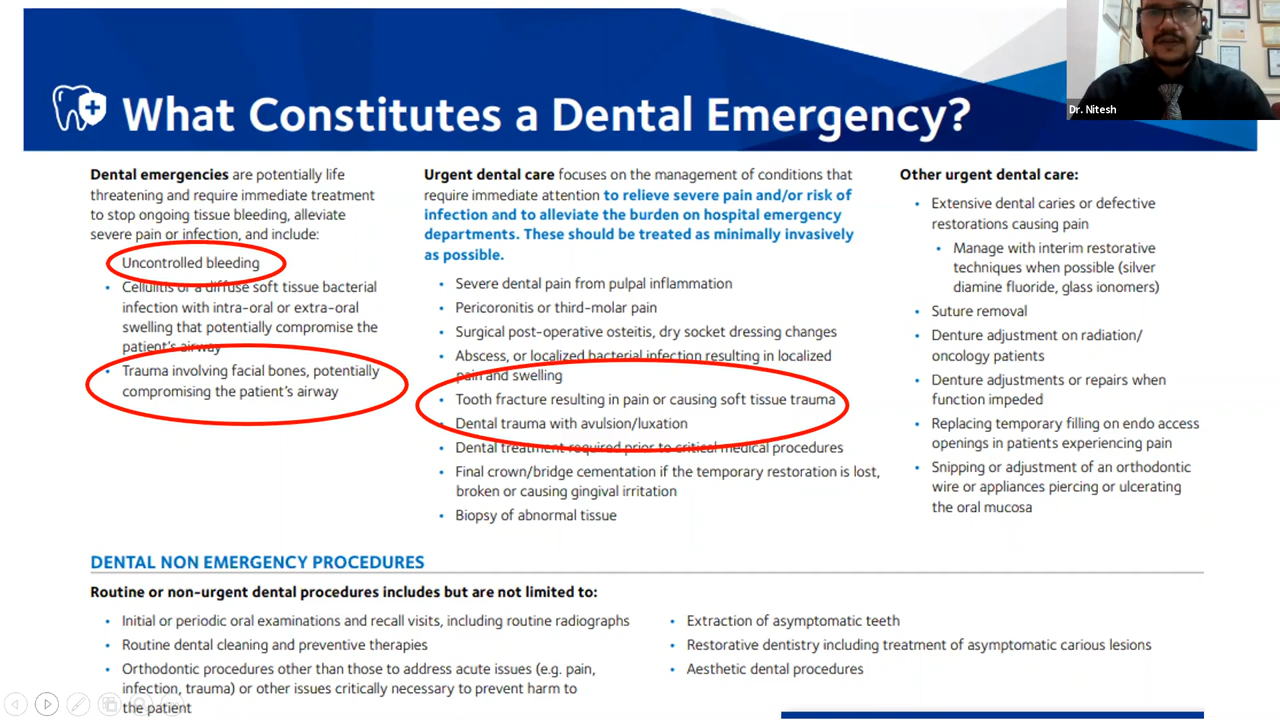 What Constitutes a Dental Emergency?
Dr. Nitesh
Dental emergencies are potentially life
threatening and require immediate treatment
to stop ongoing tissue bleeding, alleviate
severe pain or infection, and include:
Uncontrolled bleeding
• Cellulitis or a diffuse soft tissue bacterial
infection with intra-oral or extra-oral
swelling that potentially compromise the
patient's airway
• Trauma involving facial bones, potentially
compromising the patient's airway
Urgent dental care focuses on the management of conditions that
require immediate attention to relieve severe pain and/or risk of
infection and to alleviate the burden on hospital emergency
departments. These should be treated as minimally invasively
as possible.
• Severe dental pain from pulpal inflammation
• Pericoronitis or third-molar pain
• Surgical post-operative osteitis, dry socket dressing changes
• Abscess, or localized bacterial infection resulting in localized
pain and swelling
• Tooth fracture resulting in pain or causing soft tissue trauma
• Dental trauma with avulsion/luxation
• Dental treatment required prior to critical medical procedures
• Final crown/bridge cementation if the temporary restoration is lost,
broken or causing gingival irritation
• Biopsy of abnormal tissue
Other urgent dental care:
• Extensive dental caries or defective
restorations causing pain
• Manage with interim restorative
techniques when possible (silver
diamine fluoride, glass ionomers)
• Suture removal
• Denture adjustment on radiation/
oncology patients
• Denture adjustments or repairs when
function impeded
• Replacing temporary filling on endo access
openings in patients experiencing pain
• Snipping or adjustment of an orthodontic
wire or appliances piercing or ulcerating
the oral mucosa
DENTAL NON EMERGENCY PROCEDURES
Routine or non-urgent dental procedures includes but are not limited to:
• Initial or periodic oral examinations and recall visits, including routine radiographs
• Routine dental cleaning and preventive therapies
• Orthodontic procedures other than those to address acute issues (e.g. pain,
infection, trauma) or other issues critically necessary to prevent harm to
the patient
• Extraction of asymptomatic teeth
• Restorative dentistry including treatment of asymptomatic carious lesions
• Aesthetic dental procedures